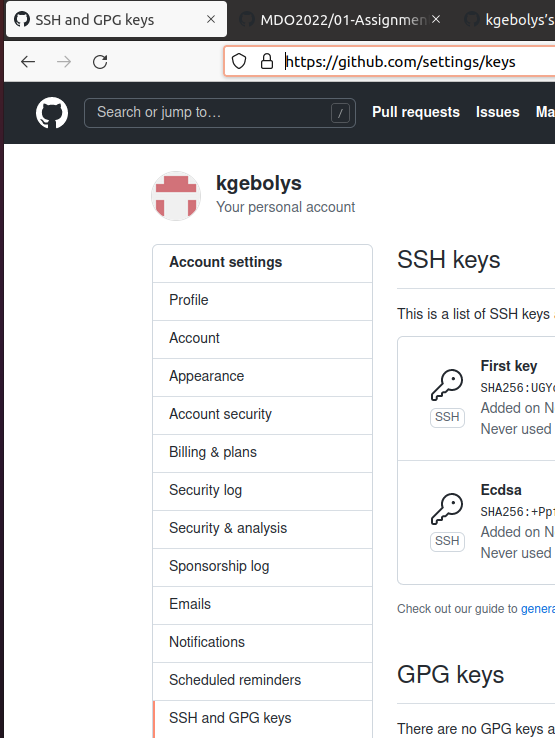 SSH and GPG keys
MDO2022/01-Assignmen
kgebolys's
https://github.com/settings/keys
Search or jump to… /
Pull requests Issues Ma
kgebolys
Your personal account
Account settings
Profile
Account
Appearance
Account security
Billing & plans
Security log
Security & analysis
Sponsorship log
Emails
Notifications
Scheduled reminders
SSH and GPG keys
SSH keys
This is a list of SSH keys
First key
SHA256:UGY
Added on N
Never used
SSH
Ecdsa
SHA256:+Pp
Added on N
Never used
SSH
Check out our guide to genera
GPG keys
There are no GPG keys a